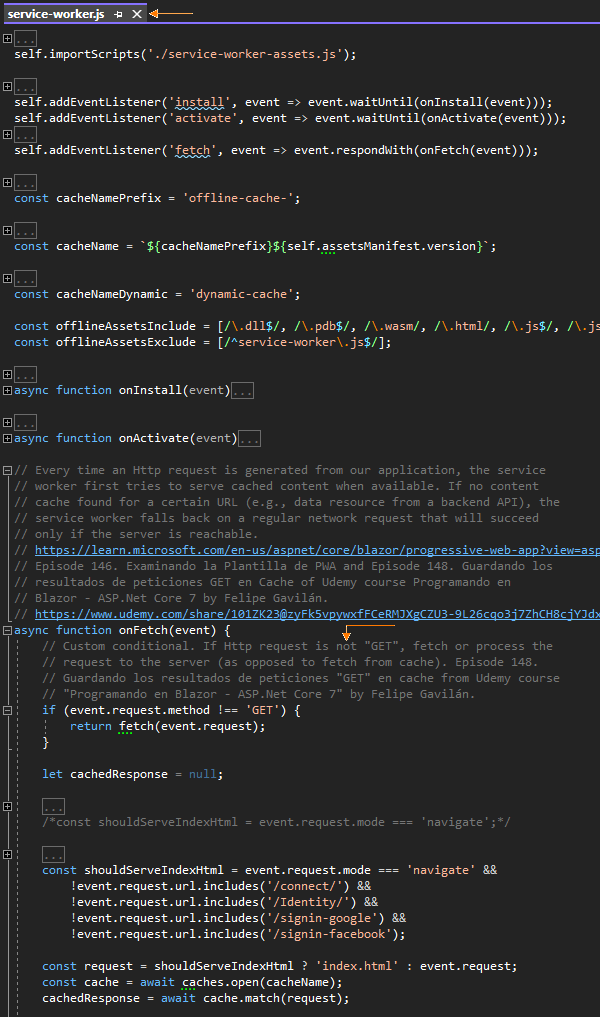 service-worker.js
...
self.importScripts('./service-worker-assets.js');
...
self.addEventListener('install', event => event.waitUntil(onInstall(event)));
self.addEventListener('activate', event => event.waitUntil(onActivate(event)));
...
self.addEventListener('fetch', event => event.respondWith(onFetch(event)));
...
const cacheNamePrefix = 'offline-cache-';
...
const cacheName = `${cacheNamePrefix}${self.assetsManifest.version}`;
...
const cacheNameDynamic = 'dynamic-cache';
const offlineAssetsInclude = [/\.dll$/, /\.pdb$/, /\.wasm/, /\.html/, /\.js$/, /\.js
const offlineAssetsExclude = [/^service-worker\.js$/];
...
async function onInstall(event)...
...
async function onActivate(event)...
// Every time an Http request is generated from our application, the service
// worker first tries to serve cached content when available. If no content
// cache found for a certain URL (e.g., data resource from a backend API), the
// service worker falls back on a regular network request that will succeed
// only if the server is reachable.
// https://learn.microsoft.com/en-us/aspnet/core/blazor/progressive-web-app?view=asp
// Episode 146. Examinando la Plantilla de PWA and Episode 148. Guardando los
// resultados de peticiones GET en Cache of Udemy course Programando en
// Blazor - ASP.Net Core 7 by Felipe Gavilán.
// https://www.udemy.com/share/101ZK23@zyFk5vpywxfFCeRMJXgCZU3-9L26cqo3j7ZhCH8cjYJdx
async function onFetch(event) {
// Custom conditional. If Http request is not "GET", fetch or process the
// request to the server (as opposed to fetch from cache). Episode 148.
// Guardando los resultados de peticiones "GET" en cache from Udemy course
// "Programando en Blazor - ASP.Net Core 7" by Felipe Gavilán.
if (event.request.method !== 'GET') {
return fetch(event.request);
}
let cachedResponse = null;
...
/*const shouldServeIndexHtml = event.request.mode === 'navigate';*/
...
const shouldServeIndexHtml = event.request.mode === 'navigate' &&
!event.request.url.includes('/connect/') &&
!event.request.url.includes('/Identity/') &&
!event.request.url.includes('/signin-google') &&
!event.request.url.includes('/signin-facebook');
const request = shouldServeIndexHtml ? 'index.html' : event.request;
const cache = await caches.open(cacheName);
cachedResponse = await cache.match(request);